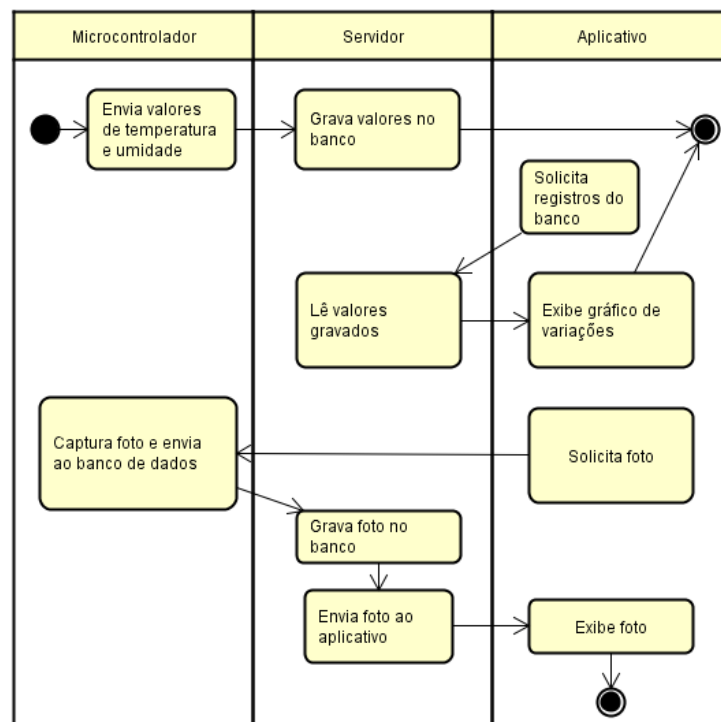 Microcontrolador
Servidor
Aplicativo
Envia valores
de temperatura
e umidade
Grava valores no
banco
Solicita
registros do
banco
Lê valores
gravados
Exibe gráfico de
variações
Captura foto e envia
ao banco de dados
Solicita foto
Grava foto no
banco
Envia foto ao
aplicativo
Exibe foto